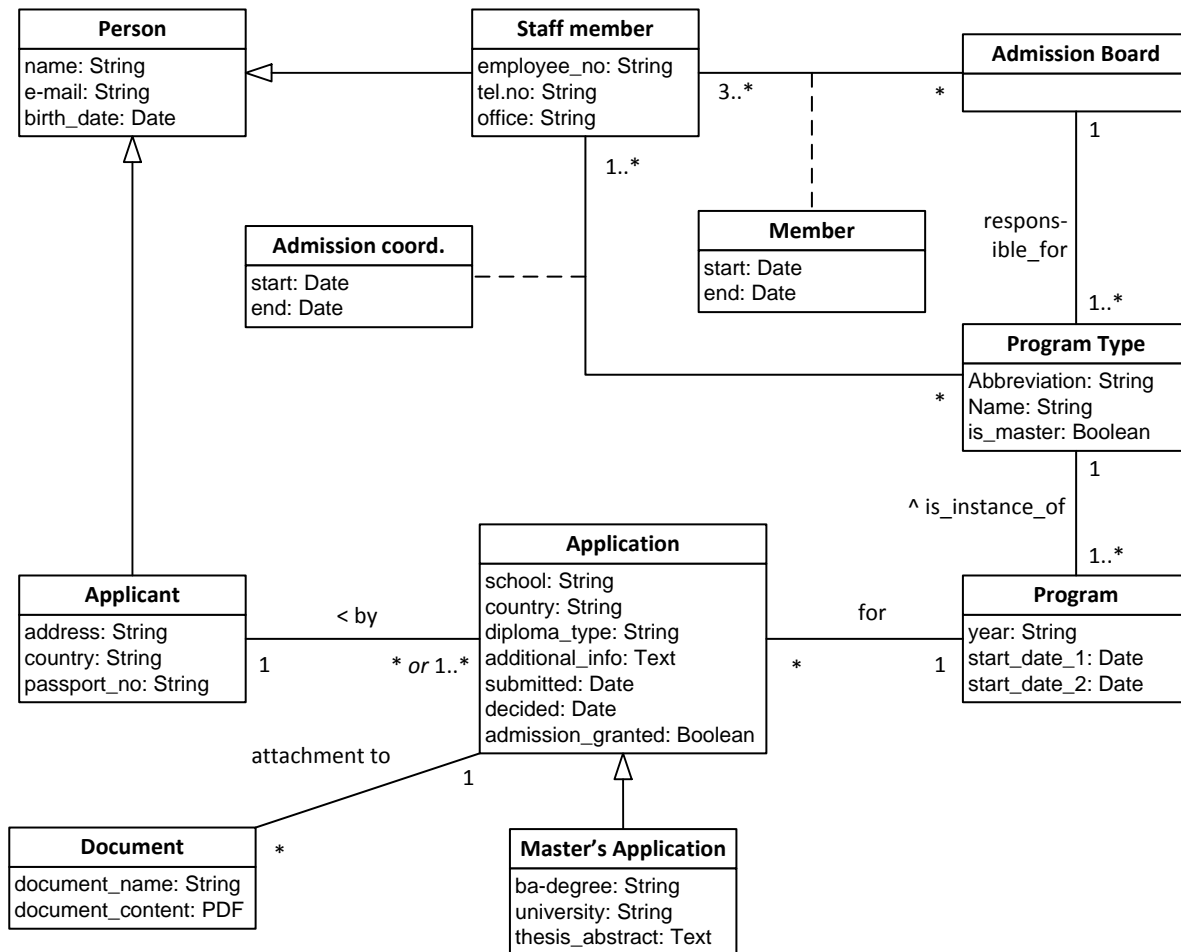 Person
name: String
e-mail: String
birth_date: Date
Staff member
employee_no: String
tel.no: String
office: String
3..*
*
Admission Board
1
1..*
respons-
ible_for
Admission coord.
start: Date
end: Date
Member
start: Date
end: Date
1..*
*
Program Type
Abbreviation: String
Name: String
is_master: Boolean
1
^ is_instance_of
1..*
Applicant
address: String
country: String
passport_no: String
< by
1
* or 1..*
Application
school: String
country: String
diploma_type: String
additional_info: Text
submitted: Date
decided: Date
admission_granted: Boolean
for
*
1
Program
year: String
start_date_1: Date
start_date_2: Date
attachment to
1
*
Document
document_name: String
document_content: PDF
Master's Application
ba-degree: String
university: String
thesis_abstract: Text